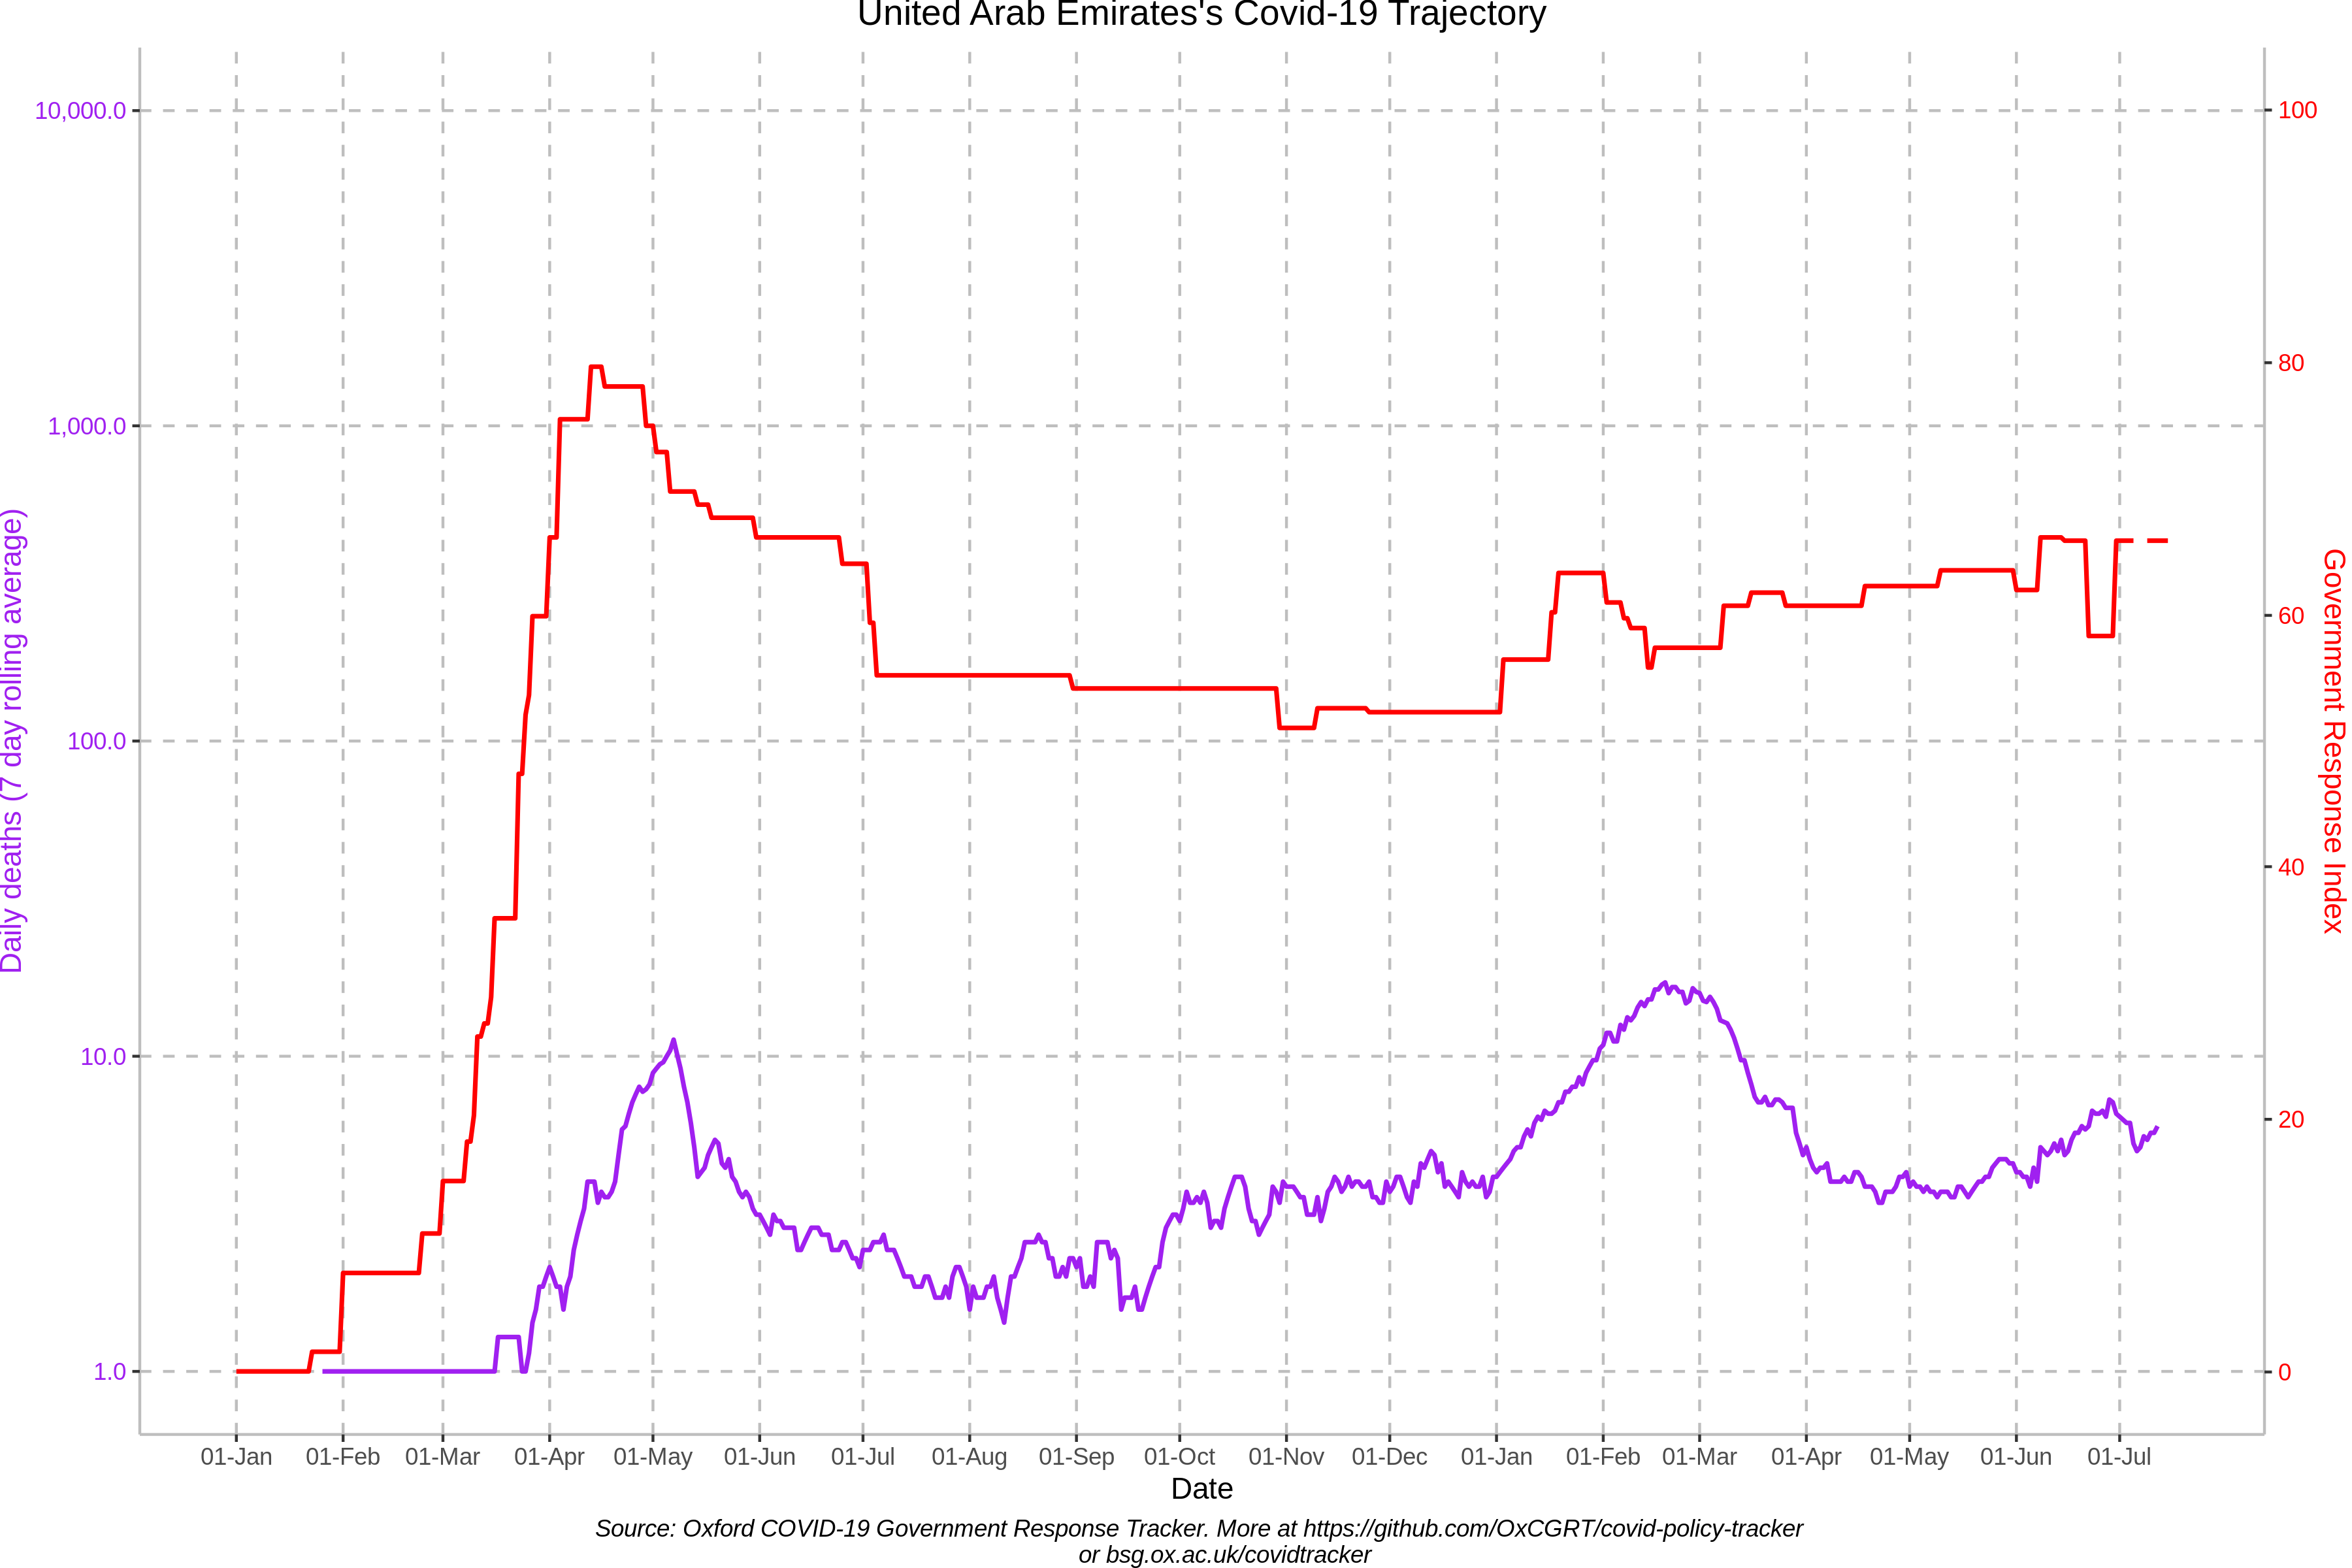 United Arab Emirates's Covid-19 Trajectory
10,000.0
1,000.0
100.0
10.0
1.0
Daily deaths (7 day rolling average)
100
80
60
40
20
0
Government Response Index
01-Jan 01-Feb 01-Mar 01-Apr 01-May 01-Jun 01-Jul 01-Aug 01-Sep 01-Oct 01-Nov 01-Dec 01-Jan 01-Feb 01-Mar 01-Apr 01-May 01-Jun 01-Jul
Date
Source: Oxford COVID-19 Government Response Tracker. More at https://github.com/OxCGRT/covid-policy-tracker
or bsg.ox.ac.uk/covidtracker